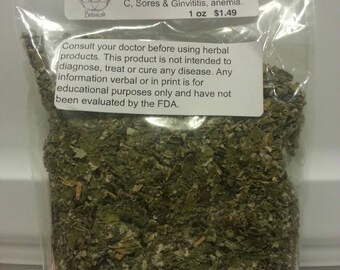 C, Sores & Ginvititis, anemia.
1 oz $1.49
Consult your doctor before using herbal
products. This product is not intended to
diagnose, treat or cure any disease. Any
information verbal or in print is for
educational purposes only and have not
been evaluated by the FDA.